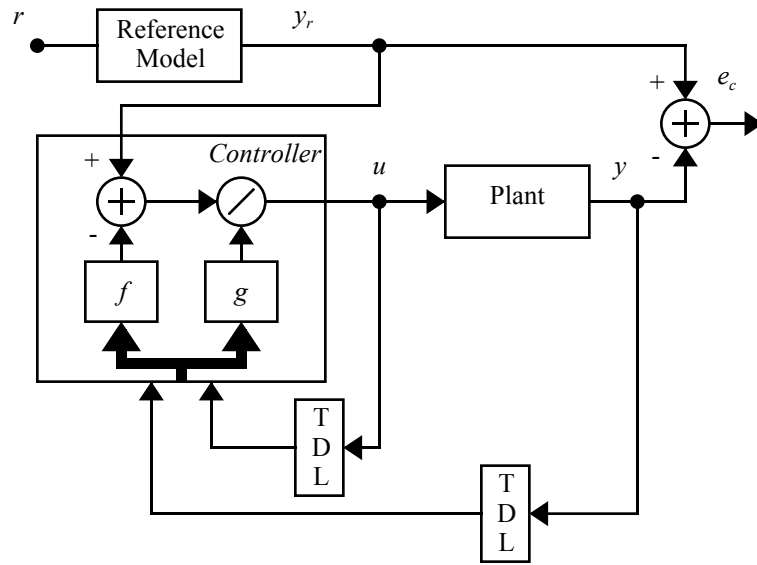 r
Reference
Model
y_r
+
e_c
+
-
+
Controller
u
y
+
-
Plant
f
g
T
D
L
T
D
L